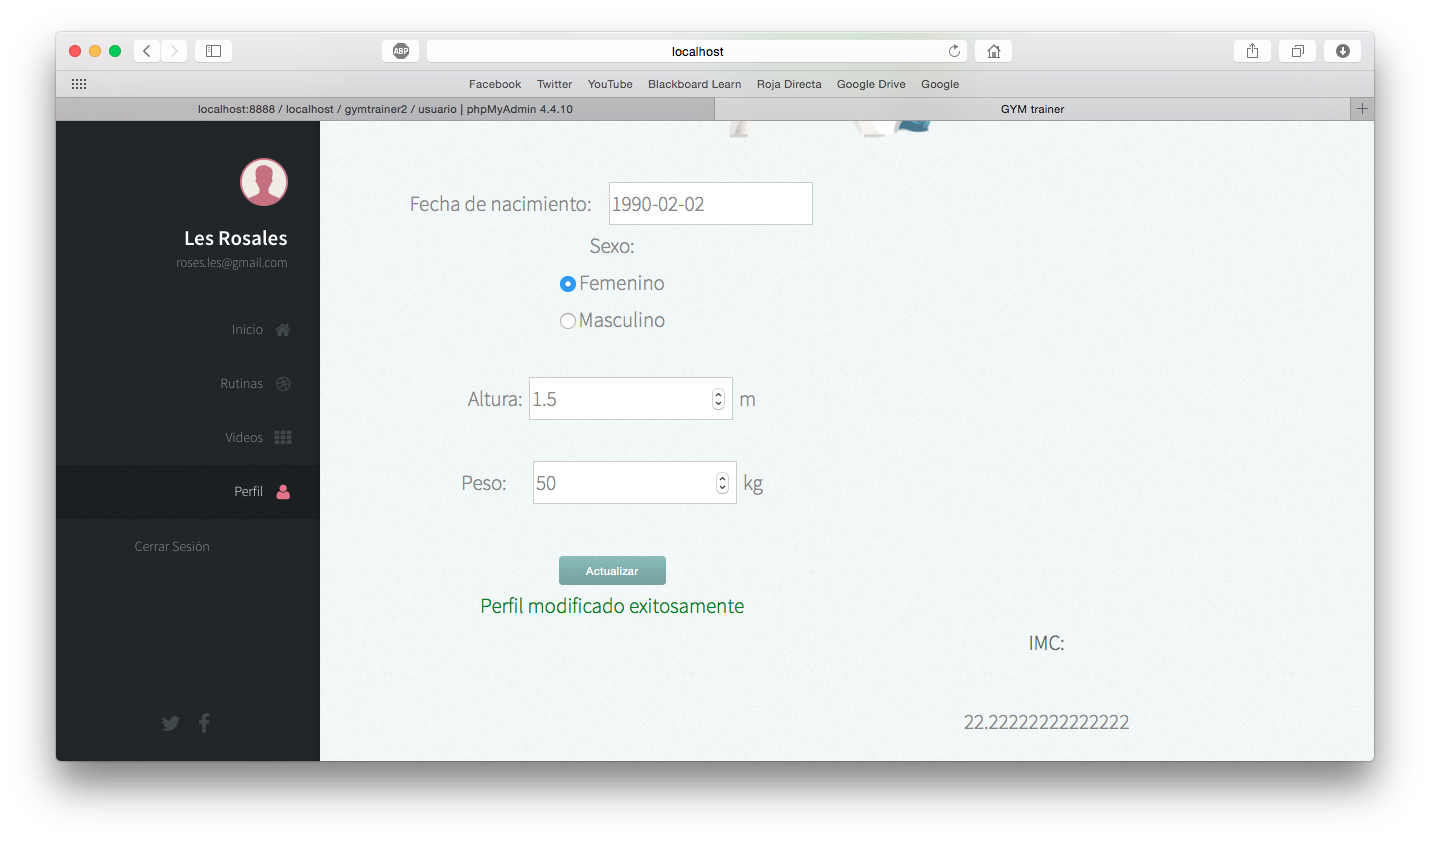 ABP
localhost
Facebook Twitter YouTube Blackboard Learn Roja Directa Google Drive Google
localhost:8888 / localhost / gymtrainer2 / usuario | phpMyAdmin 4.4.10
GYM trainer
Les Rosales
roses.les@gmail.com
Inicio
Rutinas
Videos
Perfil
Cerrar Sesión
Fecha de nacimiento: 1990-02-02
Sexo:
Femenino
Masculino
Altura: 1.5 m
Peso: 50 kg
Actualizar
Perfil modificado exitosamente
IMC:
22.22222222222222